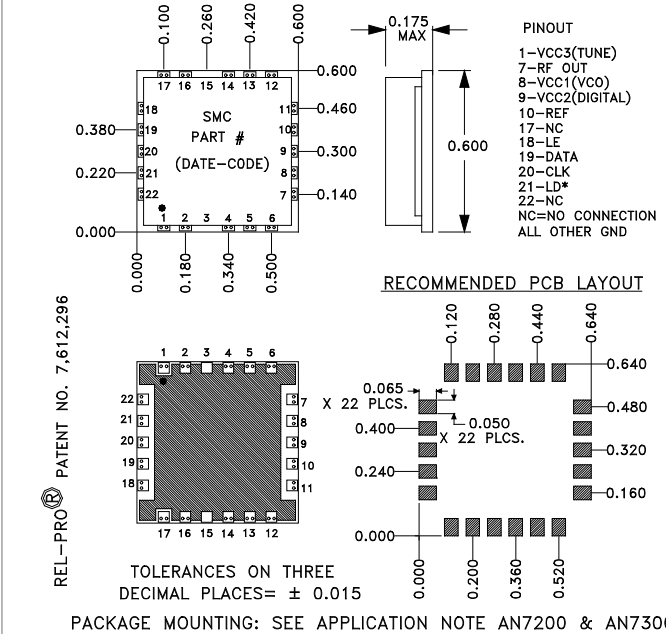 0.100
0.260
0.420
0.600
17 16 15 14 13 12
0.600
18
11
0.460
SMC
PART #
(DATE-CODE)
0.380
19
10
20
9
0.300
0.220
21
8
22
7
0.140
1 2 3 4 5 6
0.000
0.000
0.180
0.340
0.500
0.175
MAX
0.600
PINOUT
1-VCC3(TUNE)
7-RF OUT
8-VCC1(VCO)
9-VCC2(DIGITAL)
10-REF
17-NC
18-LE
19-DATA
20-CLK
21-LD*
22-NC
NC=NO CONNECTION
ALL OTHER GND
REL-PRO® PATENT NO. 7,612,296
1 2 3 4 5 6
22
7
21
8
20
9
19
10
18
11
17 16 15 14 13 12
TOLERANCES ON THREE
DECIMAL PLACES= ± 0.015
RECOMMENDED PCB LAYOUT
0.120
0.280
0.440
0.640
0.640
0.065
X 22 PLCS.
0.480
0.050
X 22 PLCS.
0.400
0.320
0.240
0.160
0.000
0.000
0.200
0.360
0.520
PACKAGE MOUNTING: SEE APPLICATION NOTE AN7200 & AN730